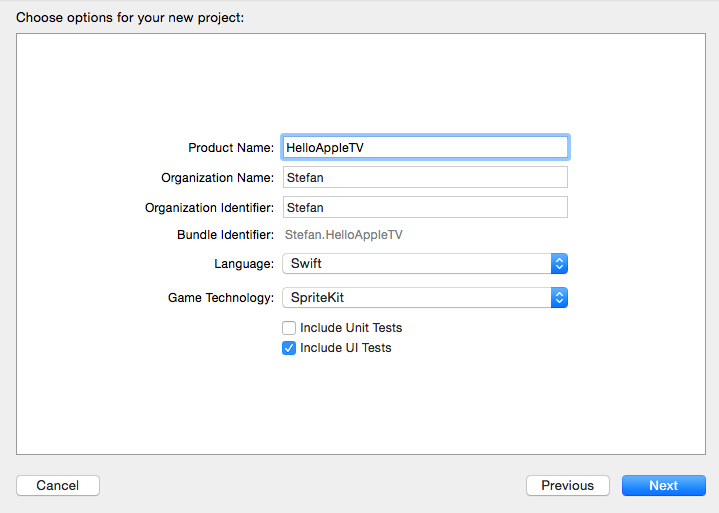 Choose options for your new project:
Product Name: HelloAppleTV
Organization Name: Stefan
Organization Identifier: Stefan
Bundle Identifier: Stefan.HelloAppleTV
Language: Swift
Game Technology: SpriteKit
Include Unit Tests
Include UI Tests
Cancel Previous Next